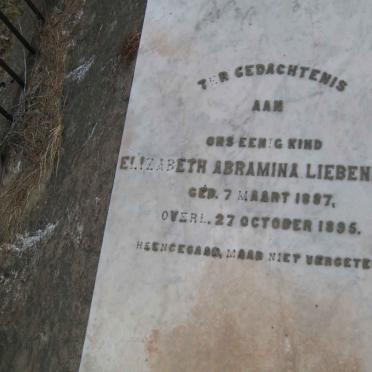 TER GEDACHTENIS
AAN
ONS EENIG KIND
ELIZABETH ABRAMINA LIEBEN
GEB. 7 MAART 1887,
OVERL. 27 OCTOBER 1895.
HEENGEGAAN, MAAR NIET VERGETE